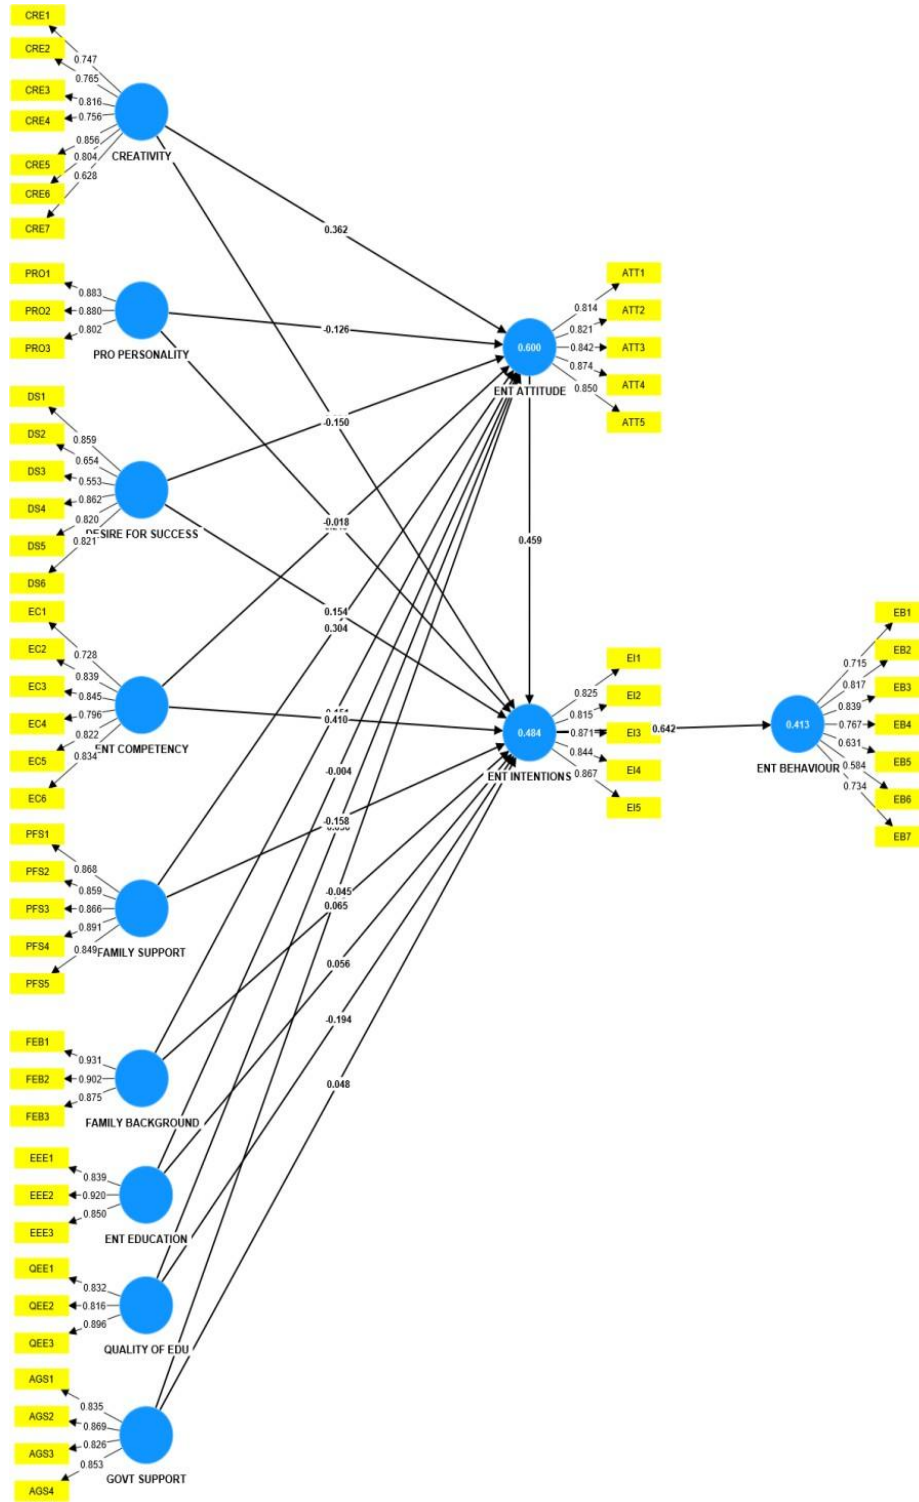 CRE1
CRE2
CRE3
CRE4
CRE5
CRE6
CRE7
0.747
0.765
0.816
0.756
0.856
0.804
0.628
CREATIVITY
PRO1
PRO2
PRO3
0.883
0.880
0.802
PRO PERSONALITY
DS1
DS2
DS3
DS4
DS5
DS6
0.859
0.654
0.553
0.862
0.820
0.821
DESIRE FOR SUCCESS
EC1
EC2
EC3
EC4
EC5
EC6
0.728
0.839
0.845
0.796
0.822
0.834
ENT COMPETENCY
PFS1
PFS2
PFS3
PFS4
PFS5
0.868
0.859
0.866
0.891
0.849
FAMILY SUPPORT
FEB1
FEB2
FEB3
0.931
0.902
0.875
FAMILY BACKGROUND
EEE1
EEE2
EEE3
0.839
0.920
0.850
ENT EDUCATION
QEE1
QEE2
QEE3
0.832
0.816
0.896
QUALITY OF EDU
AGS1
AGS2
AGS3
AGS4
0.835
0.869
0.826
0.853
GOVT SUPPORT
0.362
-0.126
-0.150
-0.018
0.154
0.304
0.410
-0.004
-0.158
-0.045
0.065
0.056
-0.194
0.048
0.600
ENT ATTITUDE
ATT1
ATT2
ATT3
ATT4
ATT5
0.814
0.821
0.842
0.874
0.850
0.459
0.484
ENT INTENTIONS
EI1
EI2
EI3
EI4
EI5
0.825
0.815
0.871
0.844
0.867
0.642
0.413
ENT BEHAVIOUR
EB1
EB2
EB3
EB4
EB5
EB6
EB7
0.715
0.817
0.839
0.767
0.631
0.584
0.734